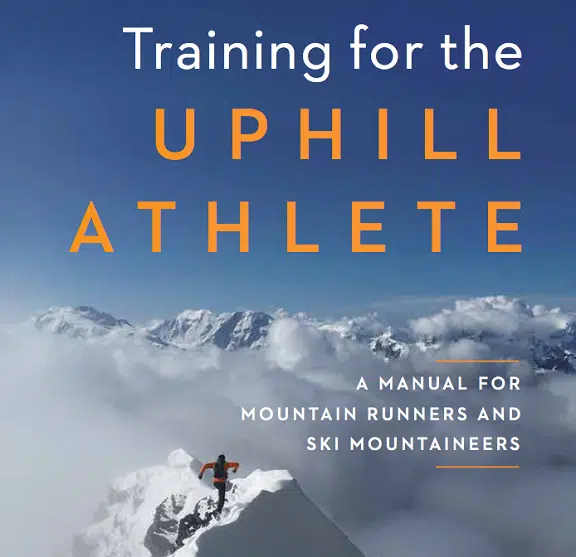 Training for the
UPHILL
ATHLETE
A MANUAL FOR
MOUNTAIN RUNNERS AND
SKI MOUNTAINEERS